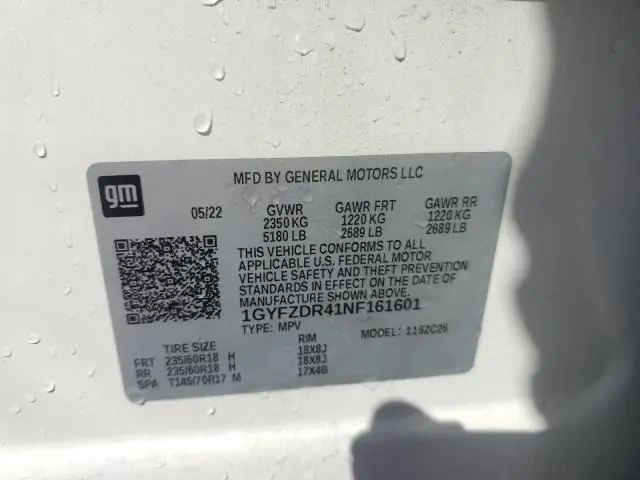 gm
MFD BY GENERAL MOTORS LLC
05/22 GVWR GAWR FRT GAWR RR
2350 KG 1220 KG 1220 KG
5180 LB 2689 LB 2689 LB
THIS VEHICLE CONFORMS TO ALL
APPLICABLE U.S. FEDERAL MOTOR
VEHICLE SAFETY AND THEFT PREVENTION
STANDARDS IN EFFECT ON THE DATE OF
MANUFACTURE SHOWN ABOVE.
1GYFZDR41NF161601
TYPE: MPV MODEL: 116ZC26
TIRE SIZE RIM
FRT 235/60R18 H 18X8J
RR 235/60R18 H 18X8J
SPA T145/70R17 M 17X4B